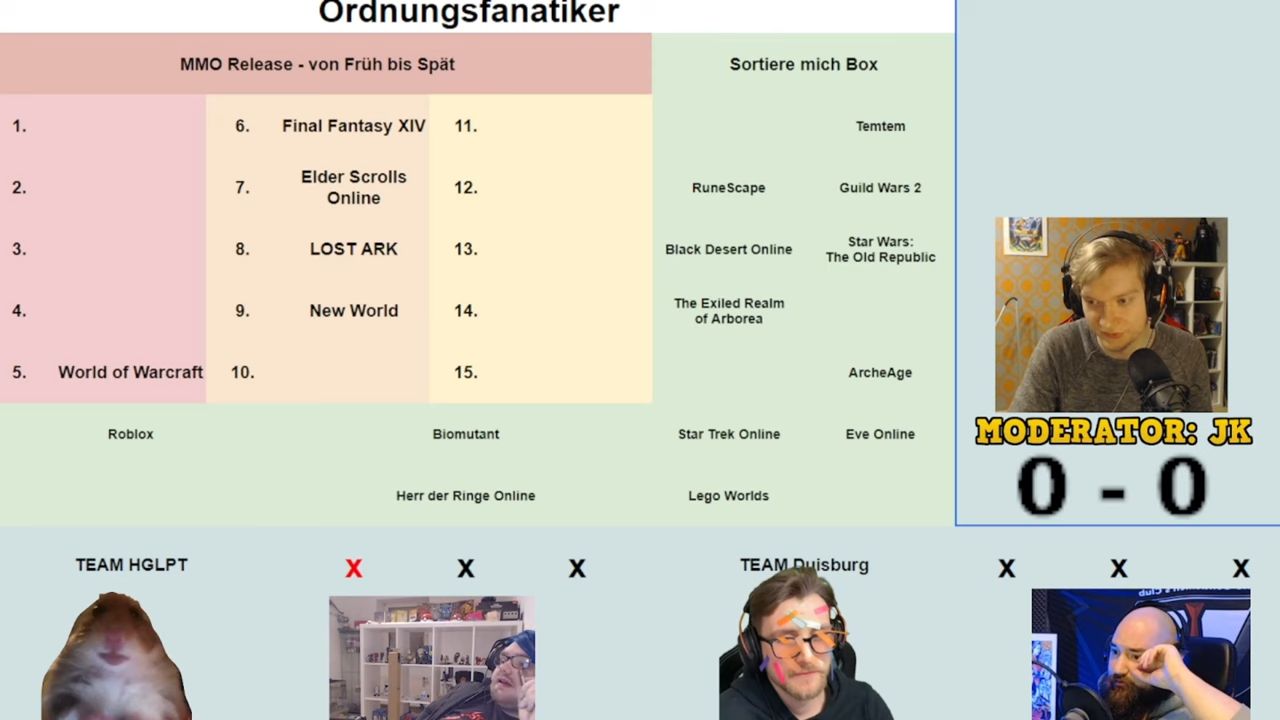 Ordnungsfanatiker
MMO Release - von Früh bis Spät
Sortiere mich Box
1.
6. Final Fantasy XIV
11.
Temtem
2.
7. Elder Scrolls
Online
12.
RuneScape
Guild Wars 2
3.
8. LOST ARK
13.
Black Desert Online
Star Wars:
The Old Republic
4.
9. New World
14.
The Exiled Realm
of Arborea
5. World of Warcraft
10.
15.
ArcheAge
Roblox
Biomutant
Star Trek Online
Eve Online
Herr der Ringe Online
Lego Worlds
MODERATOR: JK
0 - 0
TEAM HGLPT
X X X
TEAM Duisburg
X X X